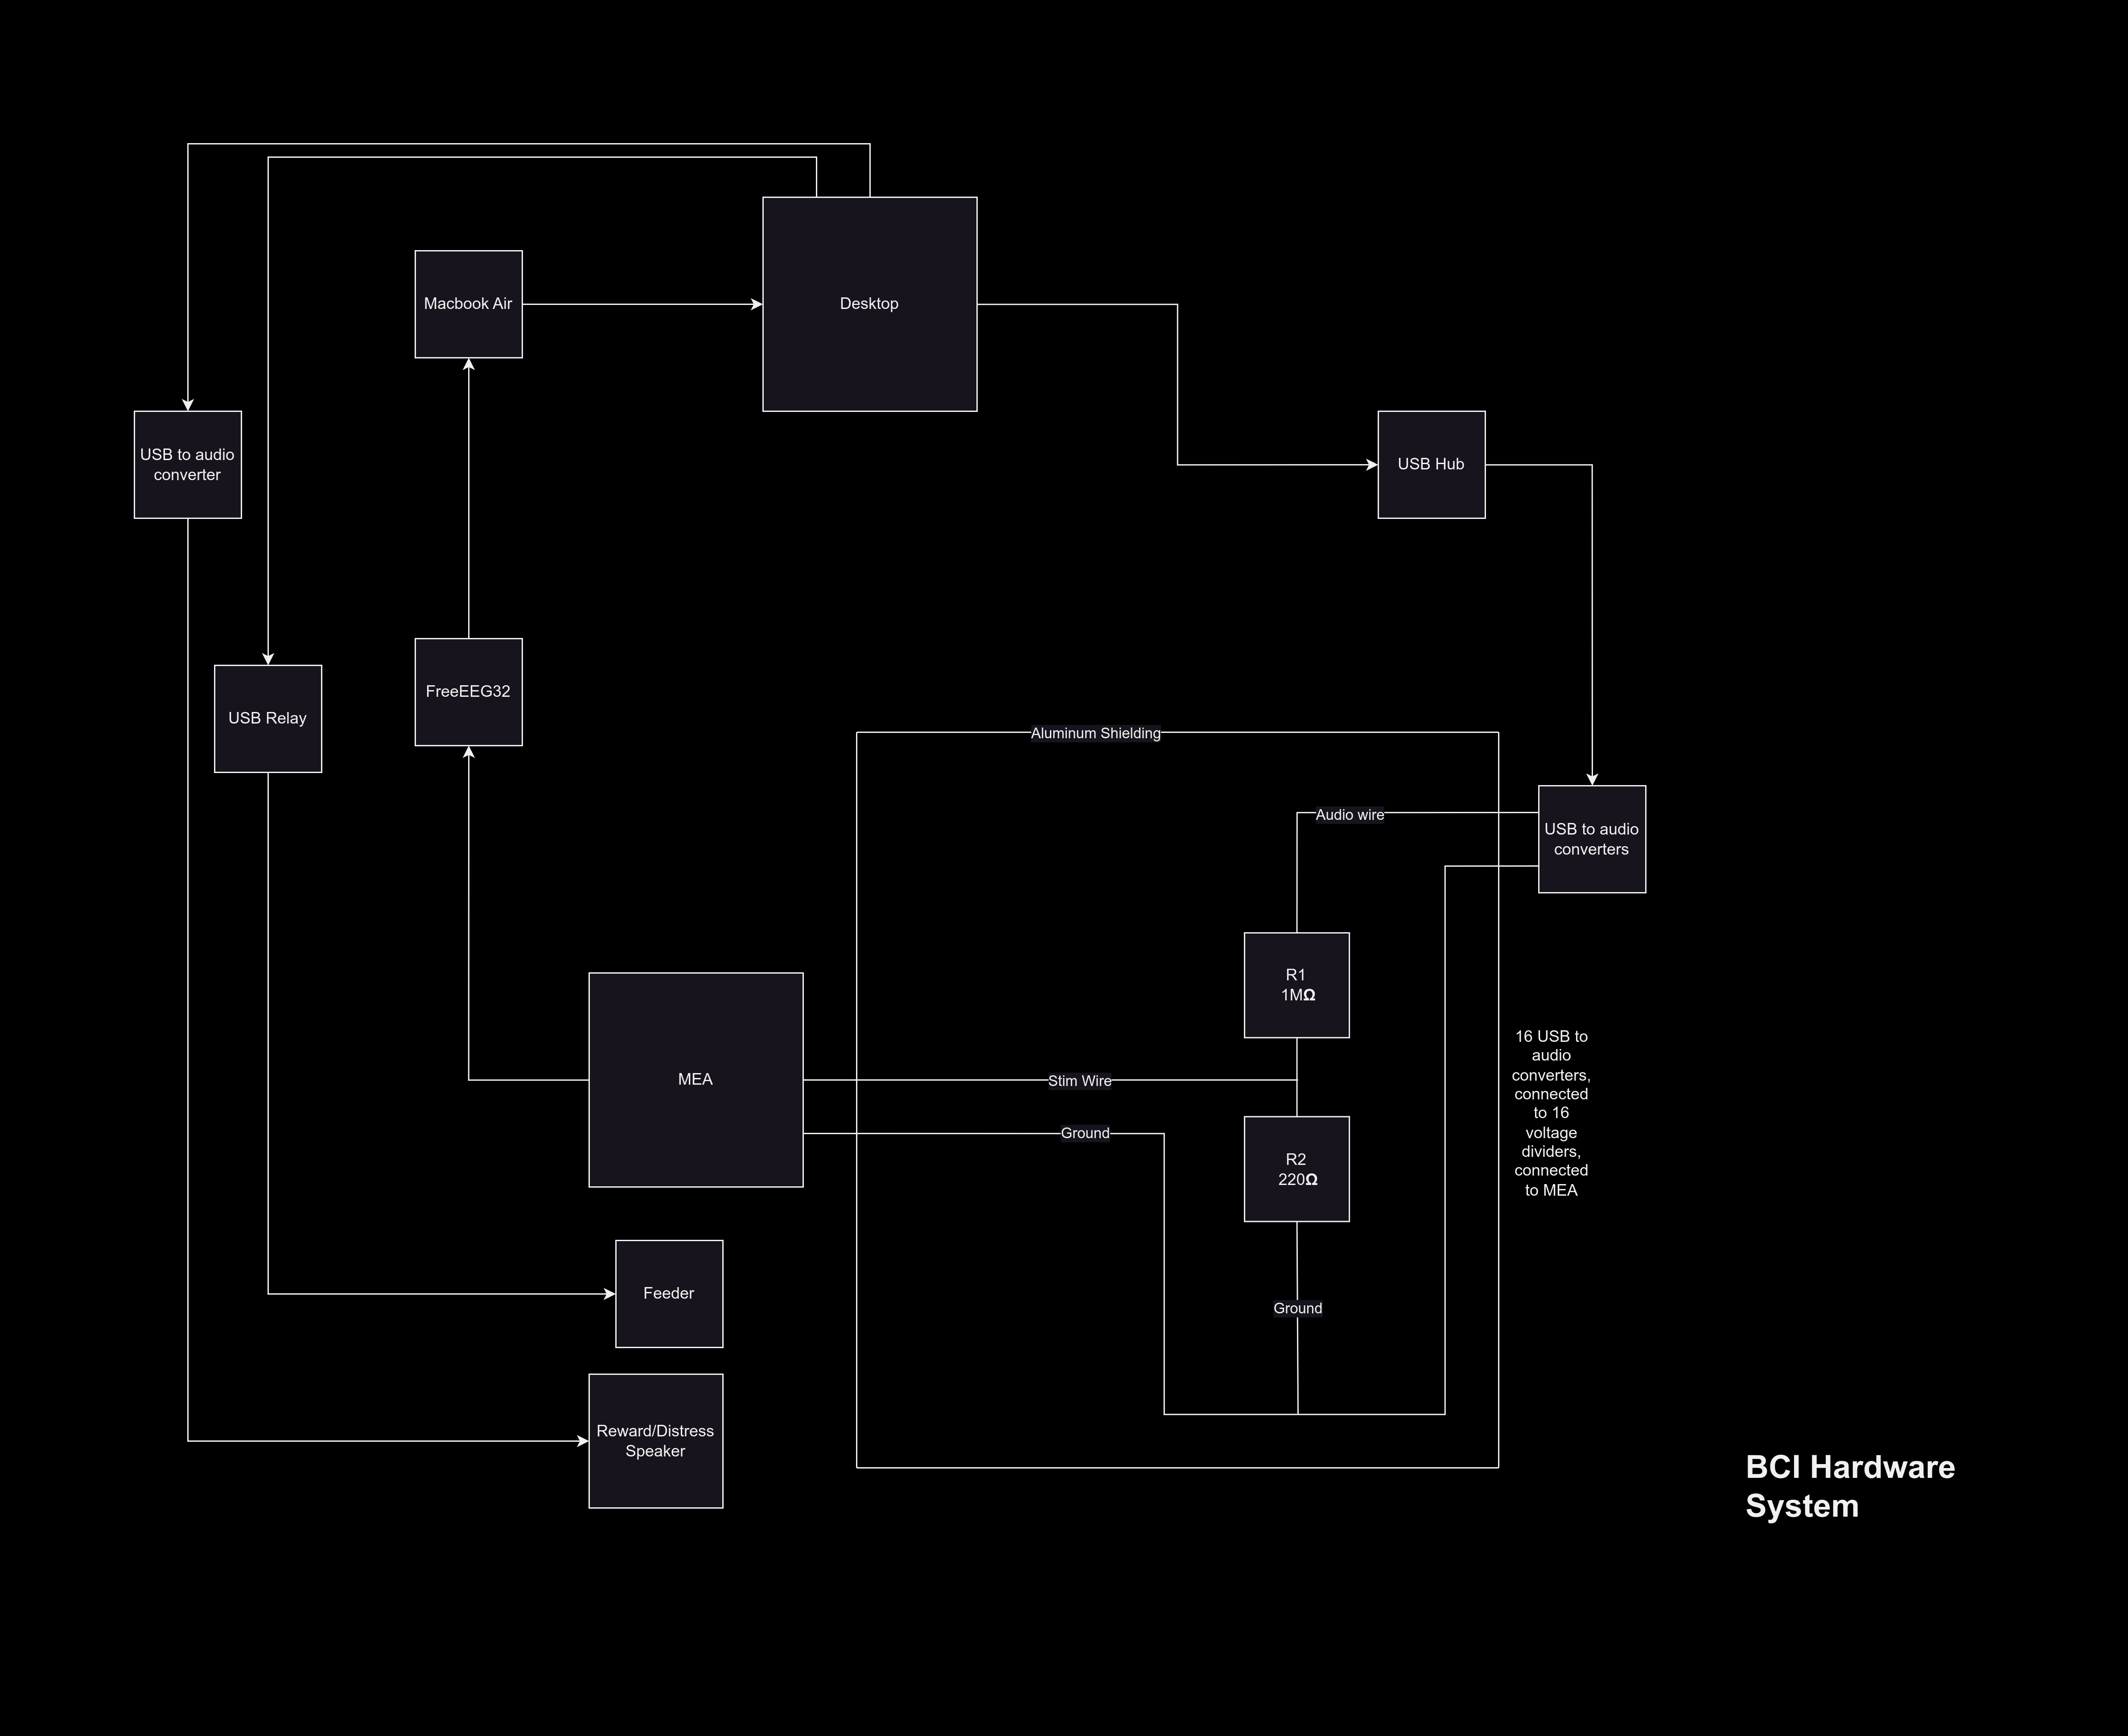 Macbook Air
Desktop
USB to audio
converter
USB Hub
FreeEEG32
USB Relay
Aluminum Shielding
Audio wire
USB to audio
converters
R1
1MΩ
MEA
Stim Wire
Ground
R2
220Ω
16 USB to
audio
converters,
connected
to 16
voltage
dividers,
connected
to MEA
Feeder
Ground
Reward/Distress
Speaker
BCI Hardware
System